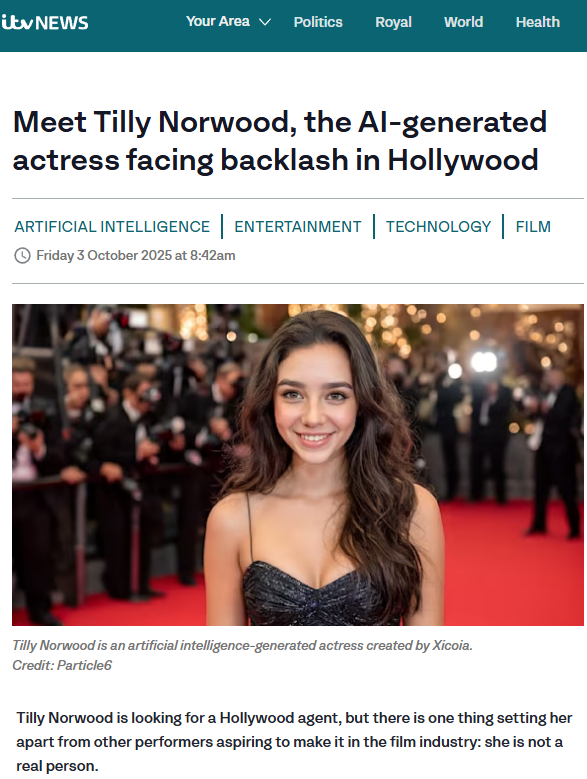 itv NEWS
Your Area
Politics
Royal
World
Health
Meet Tilly Norwood, the AI-generated
actress facing backlash in Hollywood
ARTIFICIAL INTELLIGENCE
ENTERTAINMENT
TECHNOLOGY
FILM
Friday 3 October 2025 at 8:42am
Tilly Norwood is an artificial intelligence-generated actress created by Xicoia.
Credit: Particle6
Tilly Norwood is looking for a Hollywood agent, but there is one thing setting her
apart from other performers aspiring to make it in the film industry: she is not a
real person.